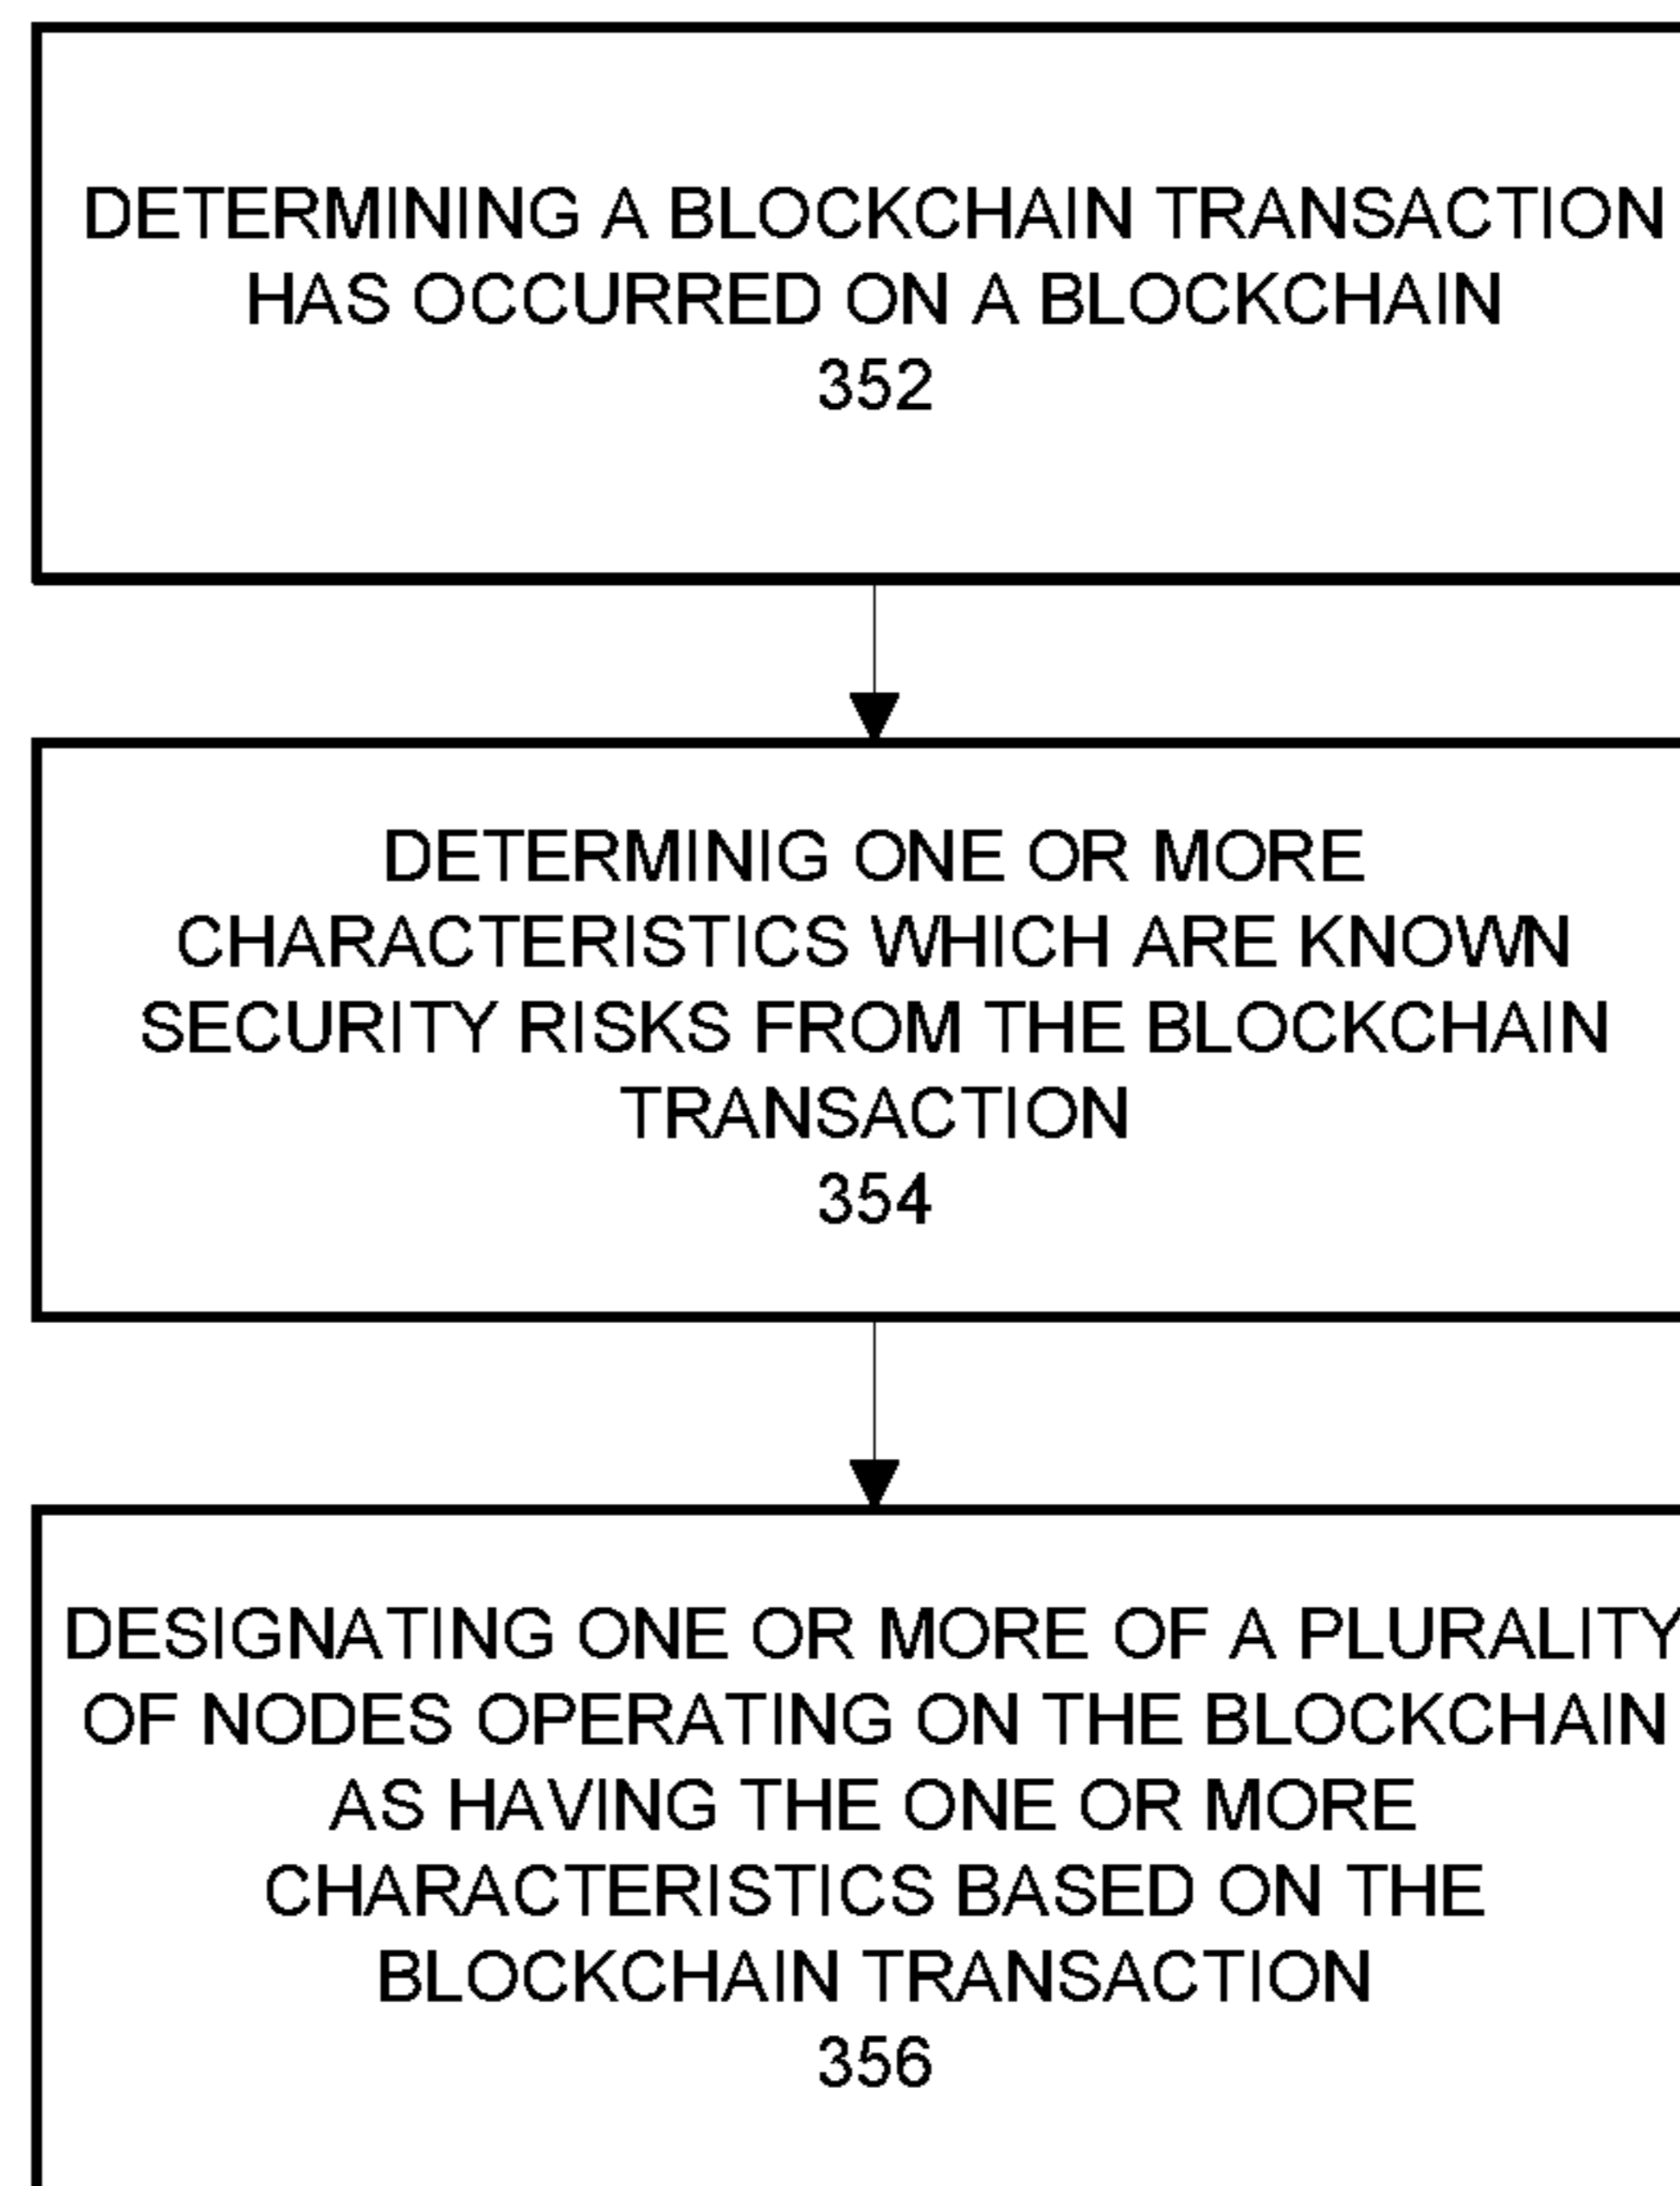 DETERMINING A BLOCKCHAIN TRANSACTION
HAS OCCURRED ON A BLOCKCHAIN
352
DETERMINIG ONE OR MORE
CHARACTERISTICS WHICH ARE KNOWN
SECURITY RISKS FROM THE BLOCKCHAIN
TRANSACTION
354
DESIGNATING ONE OR MORE OF A PLURALITY
OF NODES OPERATING ON THE BLOCKCHAIN
AS HAVING THE ONE OR MORE
CHARACTERISTICS BASED ON THE
BLOCKCHAIN TRANSACTION
356